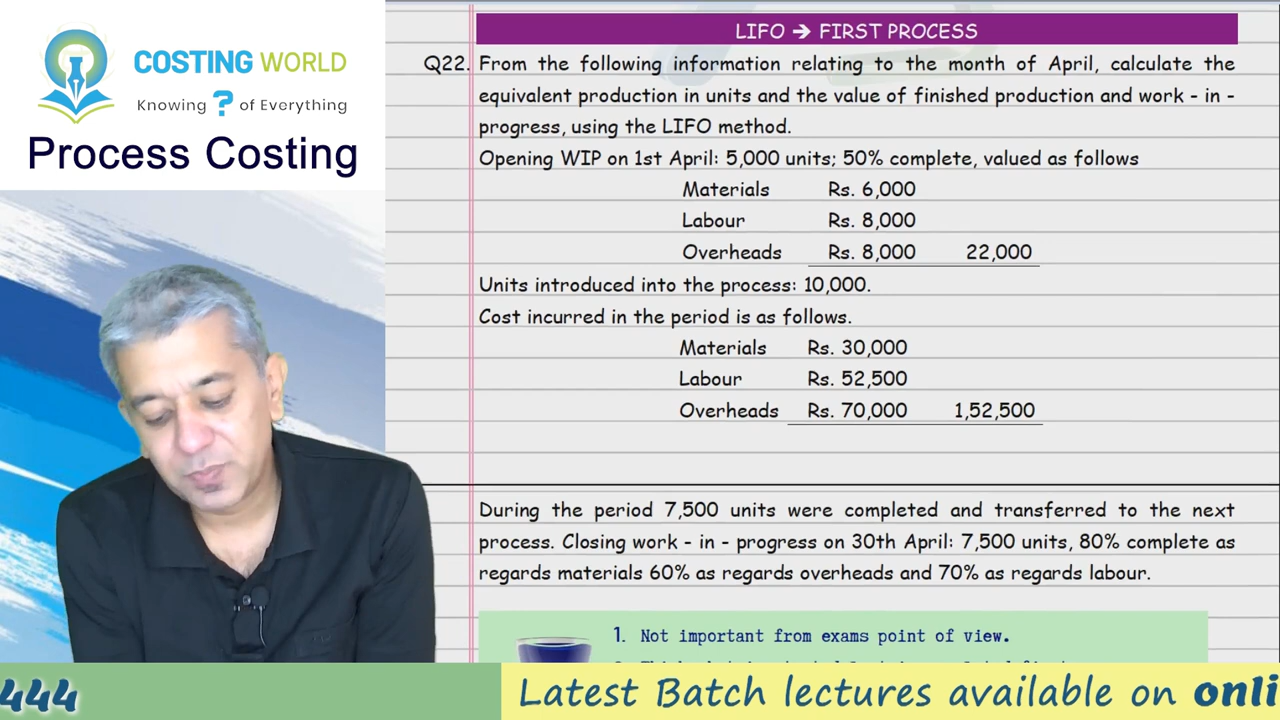 COSTING WORLD
Knowing ? of Everything
Process Costing
LIFO ➔ FIRST PROCESS
Q22. From the following information relating to the month of April, calculate the
equivalent production in units and the value of finished production and work - in -
progress, using the LIFO method.
Opening WIP on 1st April: 5,000 units; 50% complete, valued as follows
Materials Rs. 6,000
Labour Rs. 8,000
Overheads Rs. 8,000 22,000
Units introduced into the process: 10,000.
Cost incurred in the period is as follows.
Materials Rs. 30,000
Labour Rs. 52,500
Overheads Rs. 70,000 1,52,500
During the period 7,500 units were completed and transferred to the next
process. Closing work - in - progress on 30th April: 7,500 units, 80% complete as
regards materials 60% as regards overheads and 70% as regards labour.
1. Not important from exams point of view.
444
Latest Batch lectures available on onli